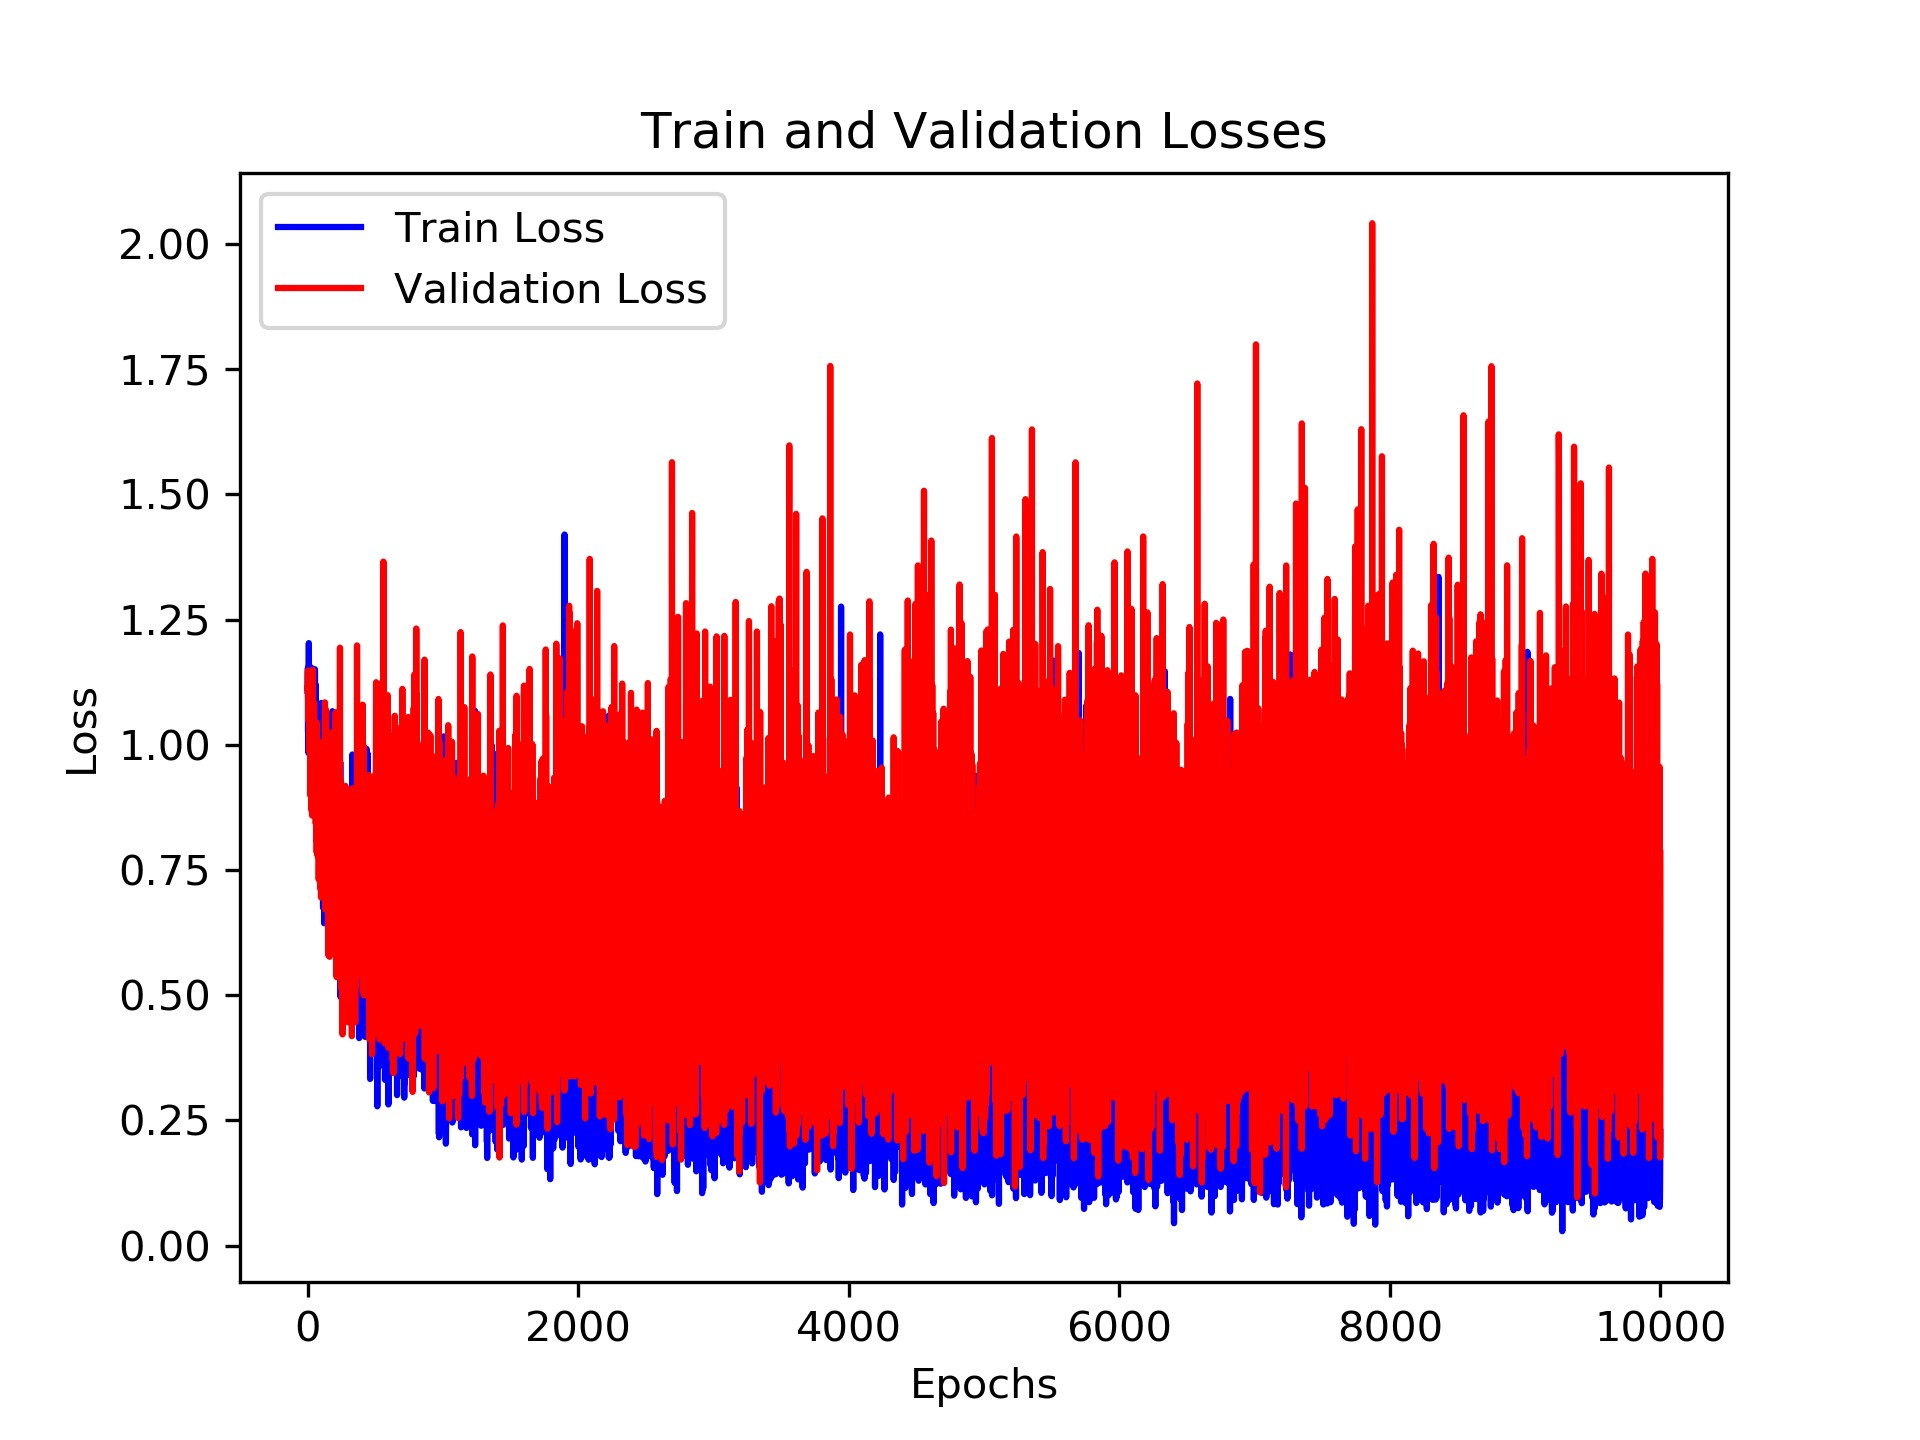 Train and Validation Losses
Train Loss
Validation Loss
2.00
1.75
1.50
1.25
1.00
0.75
0.50
0.25
0.00
Loss
0 2000 4000 6000 8000 10000
Epochs